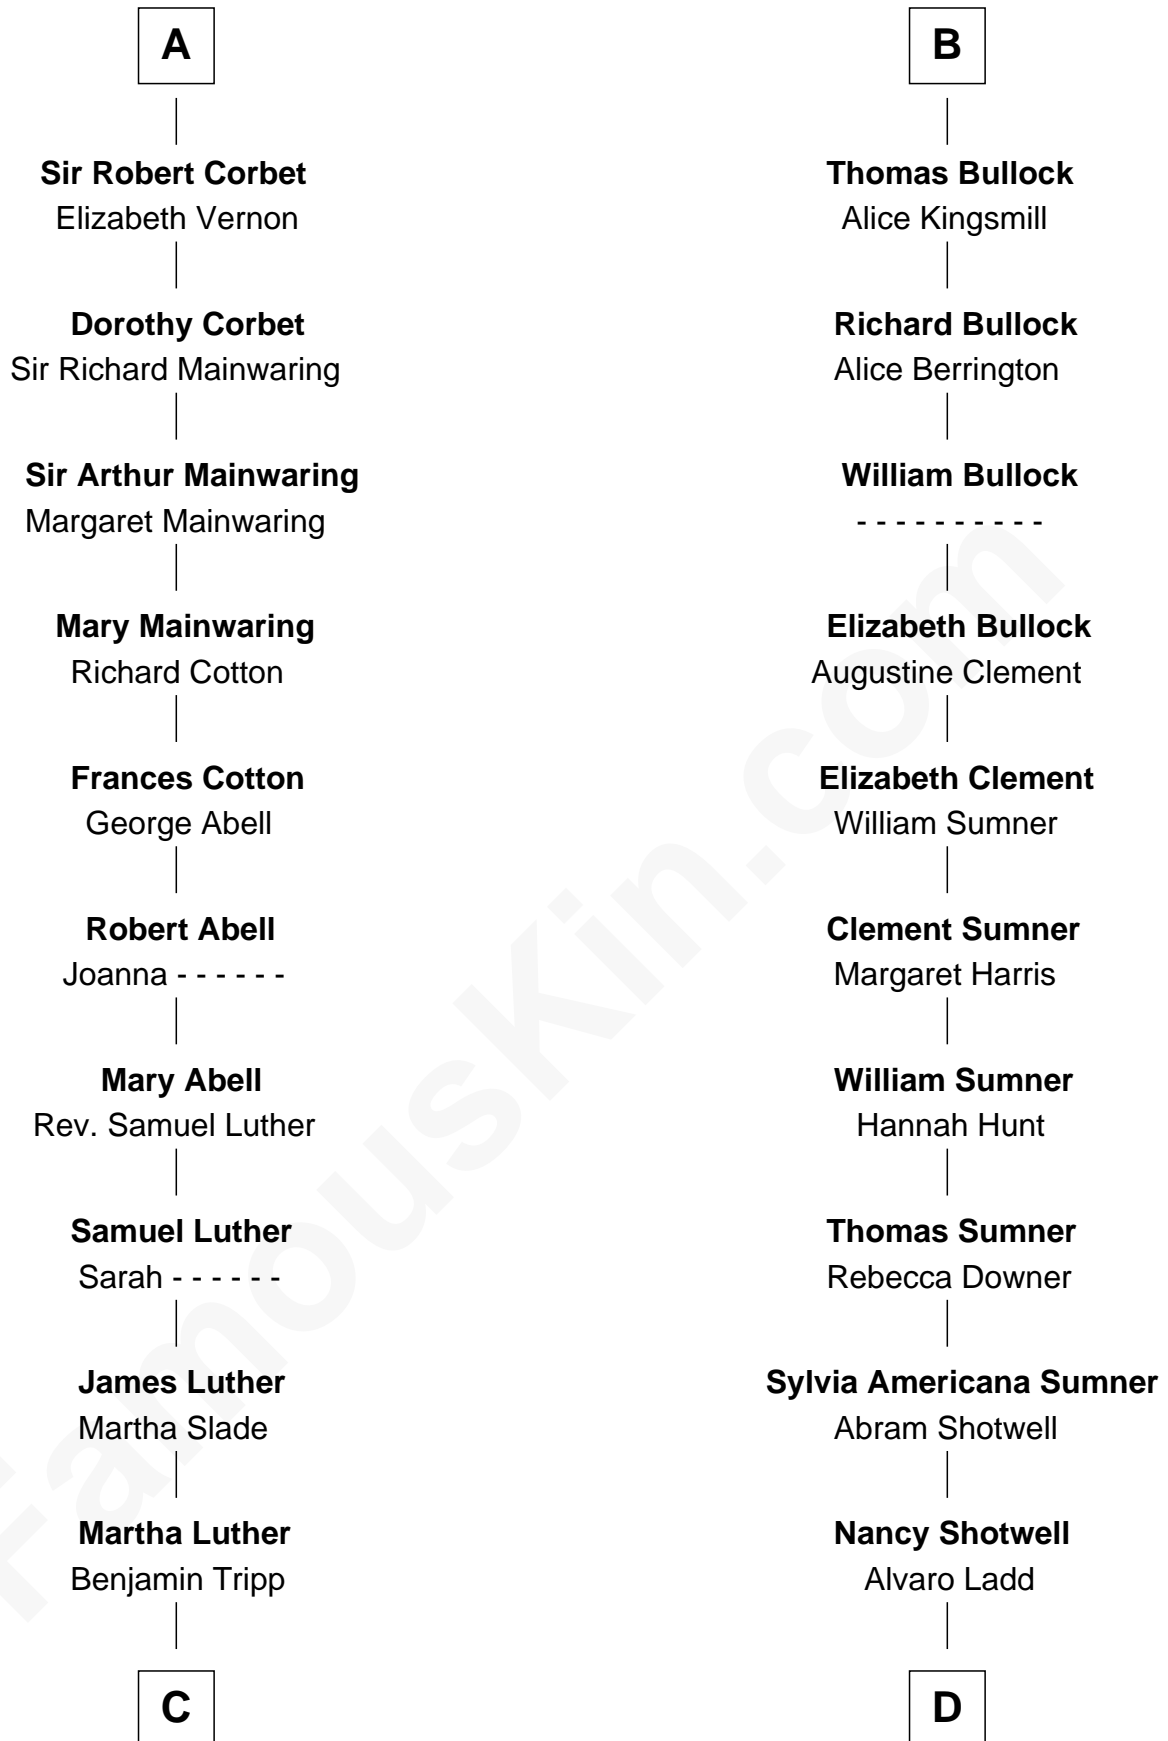 A
Sir Robert Corbet
Elizabeth Vernon
Dorothy Corbet
Sir Richard Mainwaring
Sir Arthur Mainwaring
Margaret Mainwaring
Mary Mainwaring
Richard Cotton
Frances Cotton
George Abell
Robert Abell
Joanna - - - - - -
Mary Abell
Rev. Samuel Luther
Samuel Luther
Sarah - - - - - -
James Luther
Martha Slade
Martha Luther
Benjamin Tripp
C
B
Thomas Bullock
Alice Kingsmill
Richard Bullock
Alice Berrington
William Bullock
- - - - - - - - - -
Elizabeth Bullock
Augustine Clement
Elizabeth Clement
William Sumner
Clement Sumner
Margaret Harris
William Sumner
Hannah Hunt
Thomas Sumner
Rebecca Downer
Sylvia Americana Sumner
Abram Shotwell
Nancy Shotwell
Alvaro Ladd
D
FamousKin.com